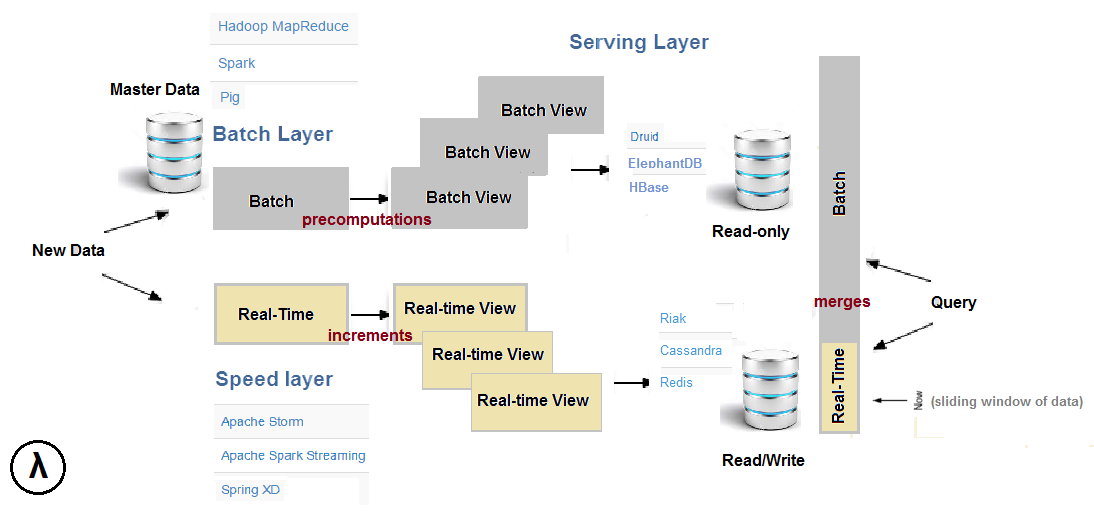 Hadoop MapReduce
Spark
Pig
Master Data
Batch Layer
Serving Layer
Batch View
Batch View
Batch View
Batch
precomputations
Druid
ElephantDB
HBase
Read-only
Batch
New Data
Real-Time
increments
Real-time View
Real-time View
Real-time View
Riak
Cassandra
Redis
Read/Write
merges
Query
Real-Time
Now
(sliding window of data)
Speed layer
Apache Storm
Apache Spark Streaming
Spring XD
λ